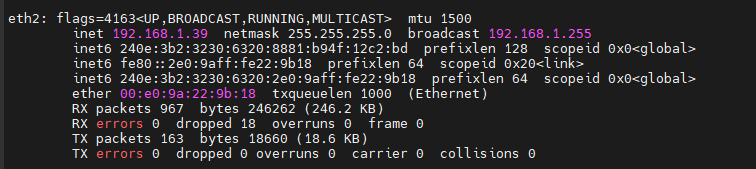 eth2: flags=4163<UP,BROADCAST,RUNNING,MULTICAST>  mtu 1500
inet 192.168.1.39  netmask 255.255.255.0  broadcast 192.168.1.255
inet6 240e:3b2:3230:6320:8881:b94f:12c2:bd  prefixlen 128  scopeid 0x0<global>
inet6 fe80::2e0:9aff:fe22:9b18  prefixlen 64  scopeid 0x20<link>
inet6 240e:3b2:3230:6320:2e0:9aff:fe22:9b18  prefixlen 64  scopeid 0x0<global>
ether 00:e0:9a:22:9b:18  txqueuelen 1000  (Ethernet)
RX packets 967  bytes 246262 (246.2 KB)
RX errors 0  dropped 18  overruns 0  frame 0
TX packets 163  bytes 18660 (18.6 KB)
TX errors 0  dropped 0 overruns 0  carrier 0  collisions 0